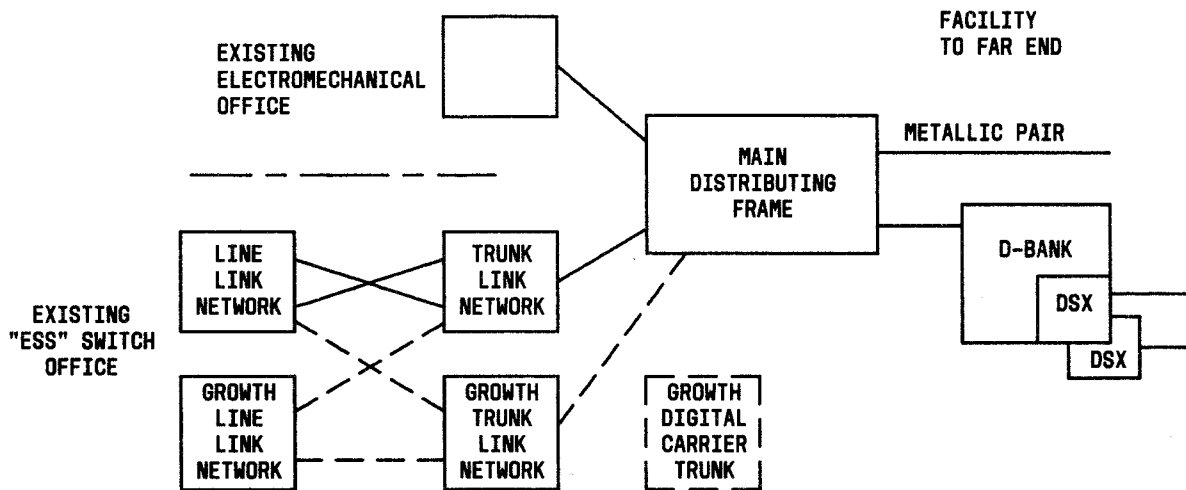 FACILITY
TO FAR END
EXISTING
ELECTROMECHANICAL
OFFICE
METALLIC PAIR
MAIN
DISTRIBUTING
FRAME
D-BANK
DSX
DSX
EXISTING
"ESS" SWITCH
OFFICE
LINE
LINK
NETWORK
TRUNK
LINK
NETWORK
GROWTH
LINE
LINK
NETWORK
GROWTH
TRUNK
LINK
NETWORK
GROWTH
DIGITAL
CARRIER
TRUNK